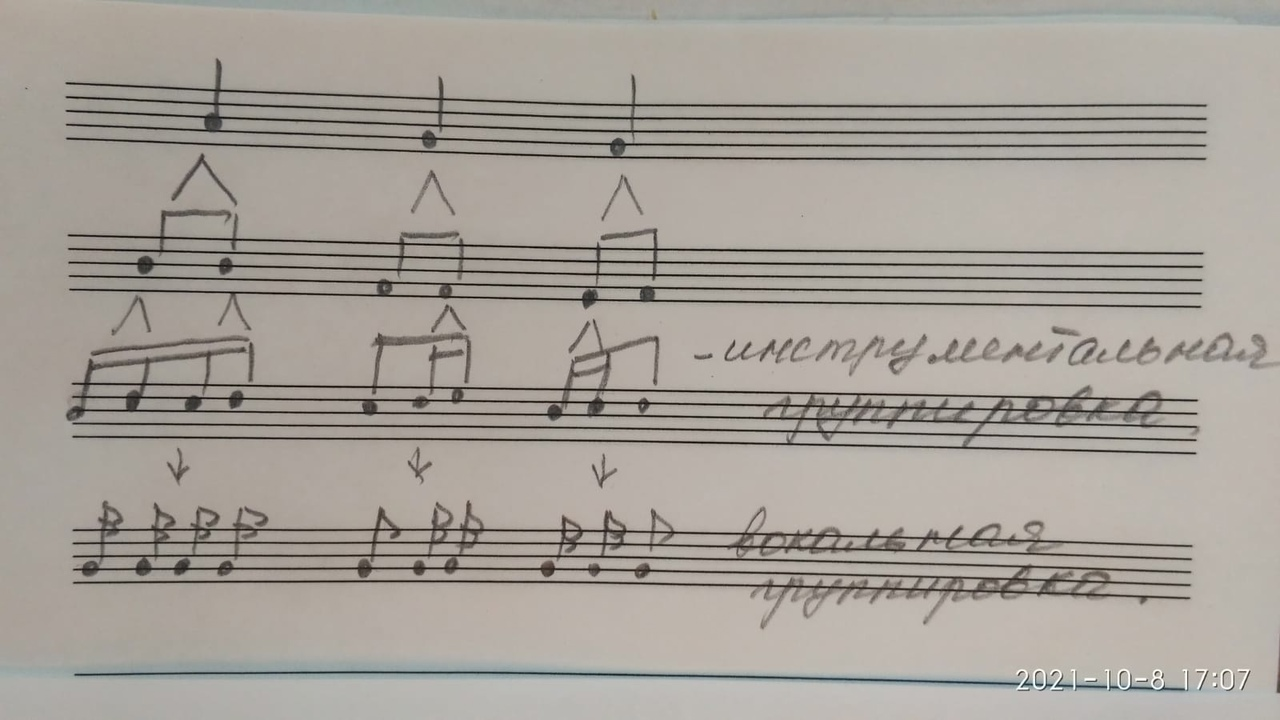 - инструментальная
группировка
вокальная
группировка.
2021-10-8 17:07